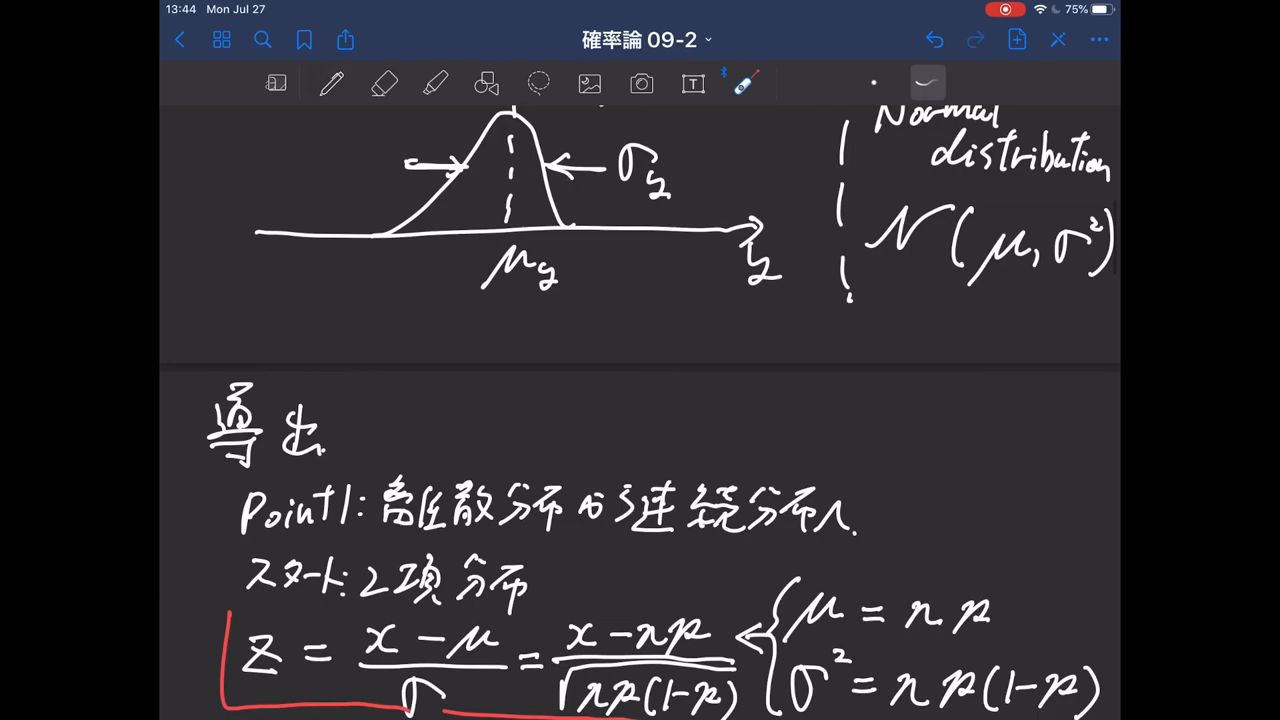 13:44 Mon Jul 27 75%
確率論 09-2
T
Normal
distribution
σy
N(μ, σ²)
μy
y
導出
Point1: 離散分布から連続分布へ.
スタート: 2項分布
z = (x - μ)/σ = (x - np)/√(np(1-p))
μ = np
σ² = np(1-p)